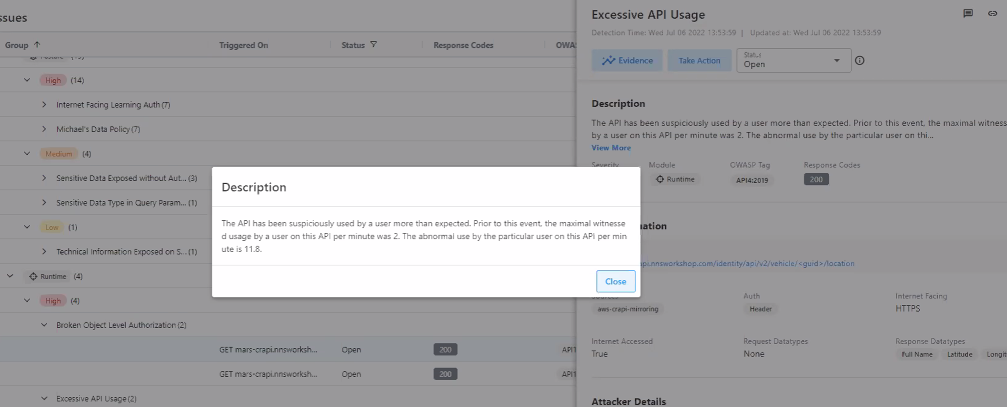 ssues
Group ↑ Triggered On Status Response Codes OWAS
High (14)
Internet Facing Learning Auth (7)
Michael's Data Policy (7)
Medium (4)
Sensitive Data Exposed without Aut... (3)
Sensitive Data Type in Query Param... (1)
Low (1)
Technical Information Exposed on S... (1)
Runtime (4)
High (4)
Broken Object Level Authorization (2)
GET mars-crapi.nnsworksh... Open 200 API1
GET mars-crapi.nnsworksh... Open 200 API1
Excessive API Usage (2)
Description
The API has been suspiciously used by a user more than expected. Prior to this event, the maximal witnesse
d usage by a user on this API per minute was 2. The abnormal use by the particular user on this API per min
ute is 11.8.
Close
Excessive API Usage
Detection Time: Wed Jul 06 2022 13:53:59 | Updated at: Wed Jul 06 2022 13:53:59
Evidence Take Action Status
Open
Description
The API has been suspiciously used by a user more than expected. Prior to this event, the maximal witness
by a user on this API per minute was 2. The abnormal use by the particular user on thi...
View More
Severity Module OWASP Tag Response Codes
Runtime API4:2019 200
mation
api.nnsworkshop.com/identity/api/v2/vehicle/<guid>/location
Auth Internet Facing
aws-crapi-mirroring Header HTTPS
Internet Accessed Request Datatypes Response Datatypes
True None Full Name Latitude Longit
Attacker Details